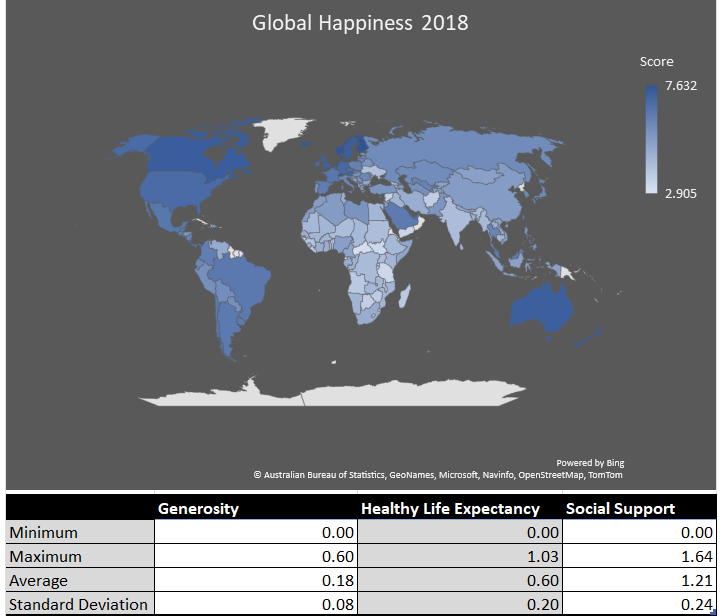 Global Happiness 2018
Score
7.632
2.905
Powered by Bing
© Australian Bureau of Statistics, GeoNames, Microsoft, Navinfo, OpenStreetMap, TomTom
Generosity Healthy Life Expectancy Social Support
Minimum 0.00 0.00 0.00
Maximum 0.60 1.03 1.64
Average 0.18 0.60 1.21
Standard Deviation 0.08 0.20 0.24